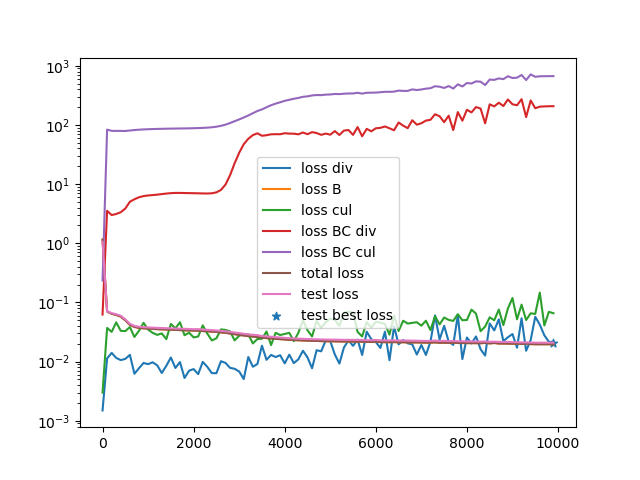 10³
10²
10¹
10⁰
10⁻¹
10⁻²
10⁻³
loss div
loss B
loss cul
loss BC div
loss BC cul
total loss
test loss
test best loss
0 2000 4000 6000 8000 10000